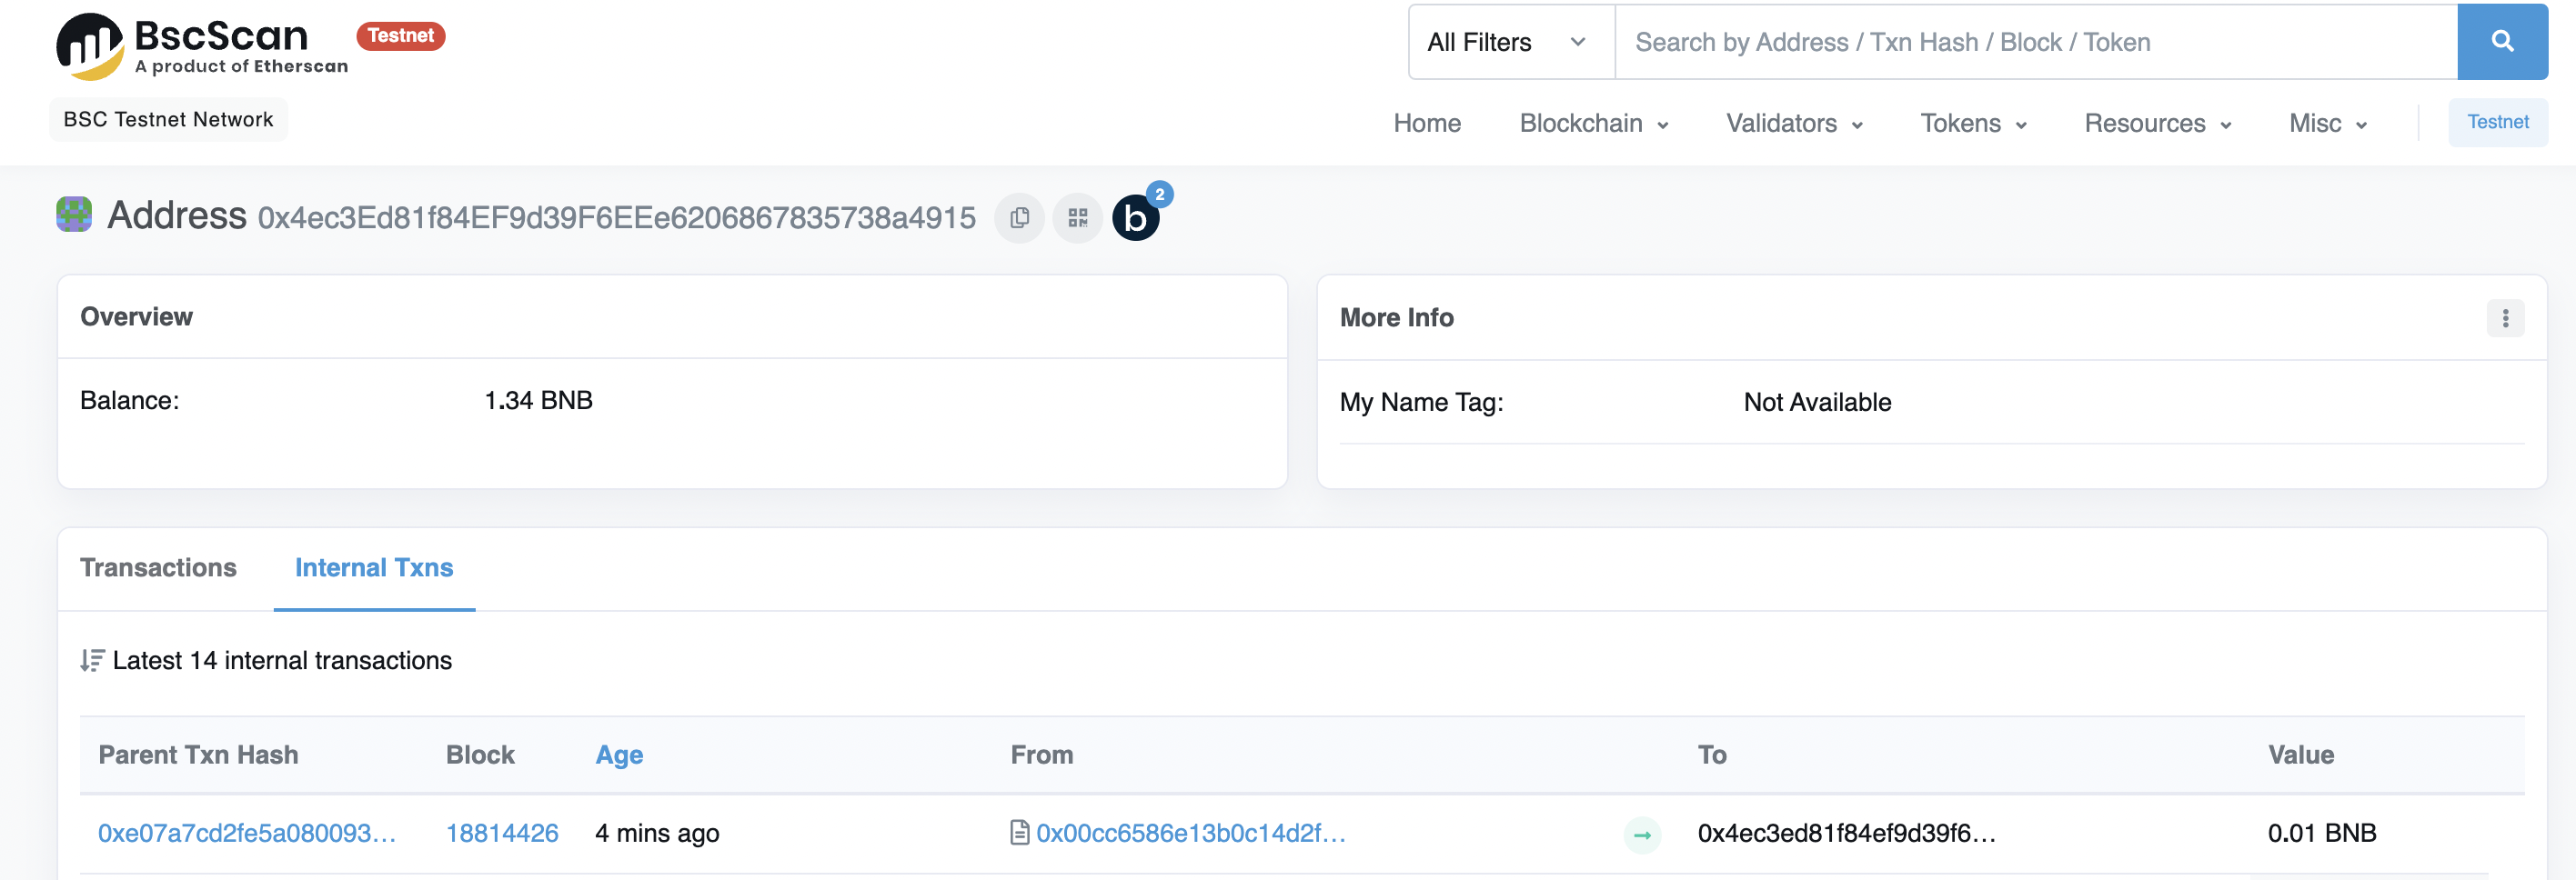 BscScan
Testnet
A product of Etherscan
All Filters
Search by Address / Txn Hash / Block / Token
BSC Testnet Network
Home Blockchain Validators Tokens Resources Misc Testnet
Address 0x4ec3Ed81f84EF9d39F6EEe6206867835738a4915
b
2
Overview
Balance: 1.34 BNB
More Info
My Name Tag: Not Available
Transactions Internal Txns
Latest 14 internal transactions
Parent Txn Hash Block Age From To Value
0xe07a7cd2fe5a080093... 18814426 4 mins ago 0x00cc6586e13b0c14d2f... 0x4ec3ed81f84ef9d39f6... 0.01 BNB